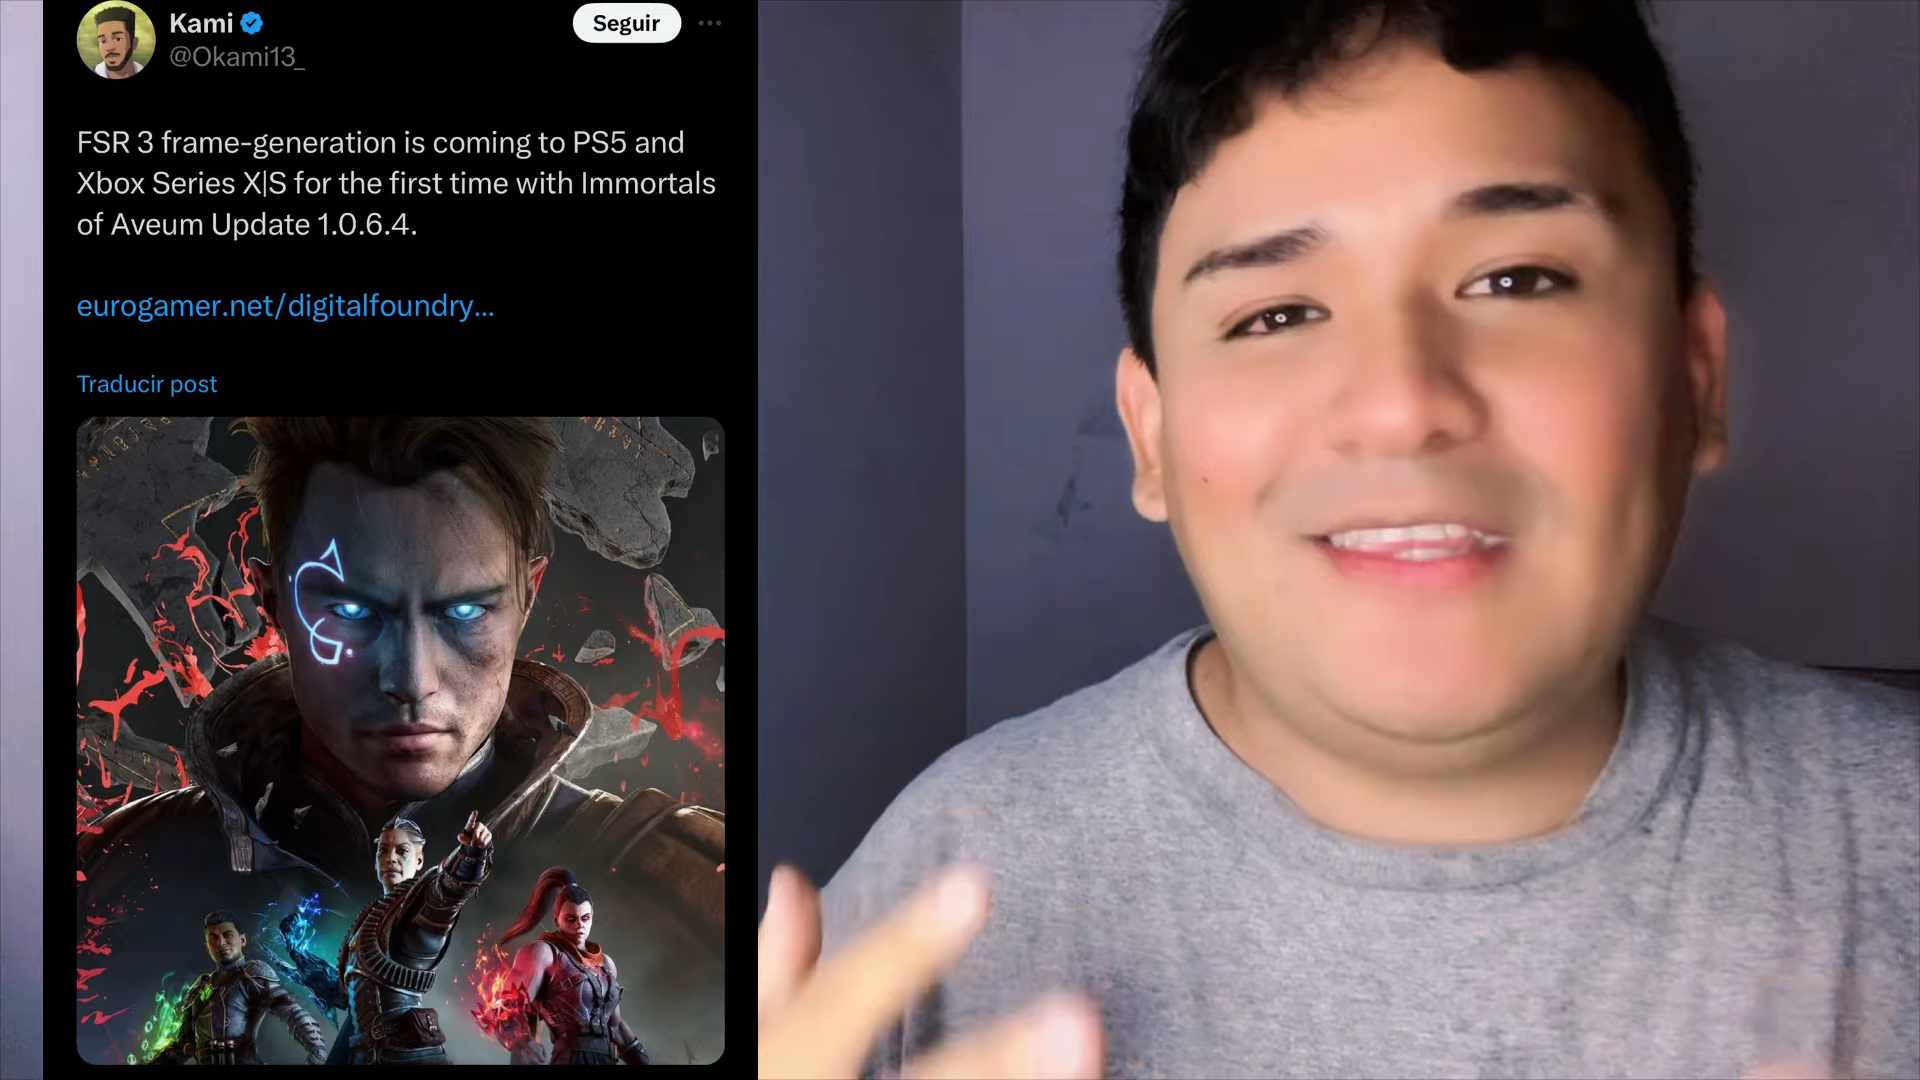 Kami
Seguir
@Okami13_
FSR 3 frame-generation is coming to PS5 and
Xbox Series X|S for the first time with Immortals
of Aveum Update 1.0.6.4.
eurogamer.net/digitalfoundry...
Traducir post